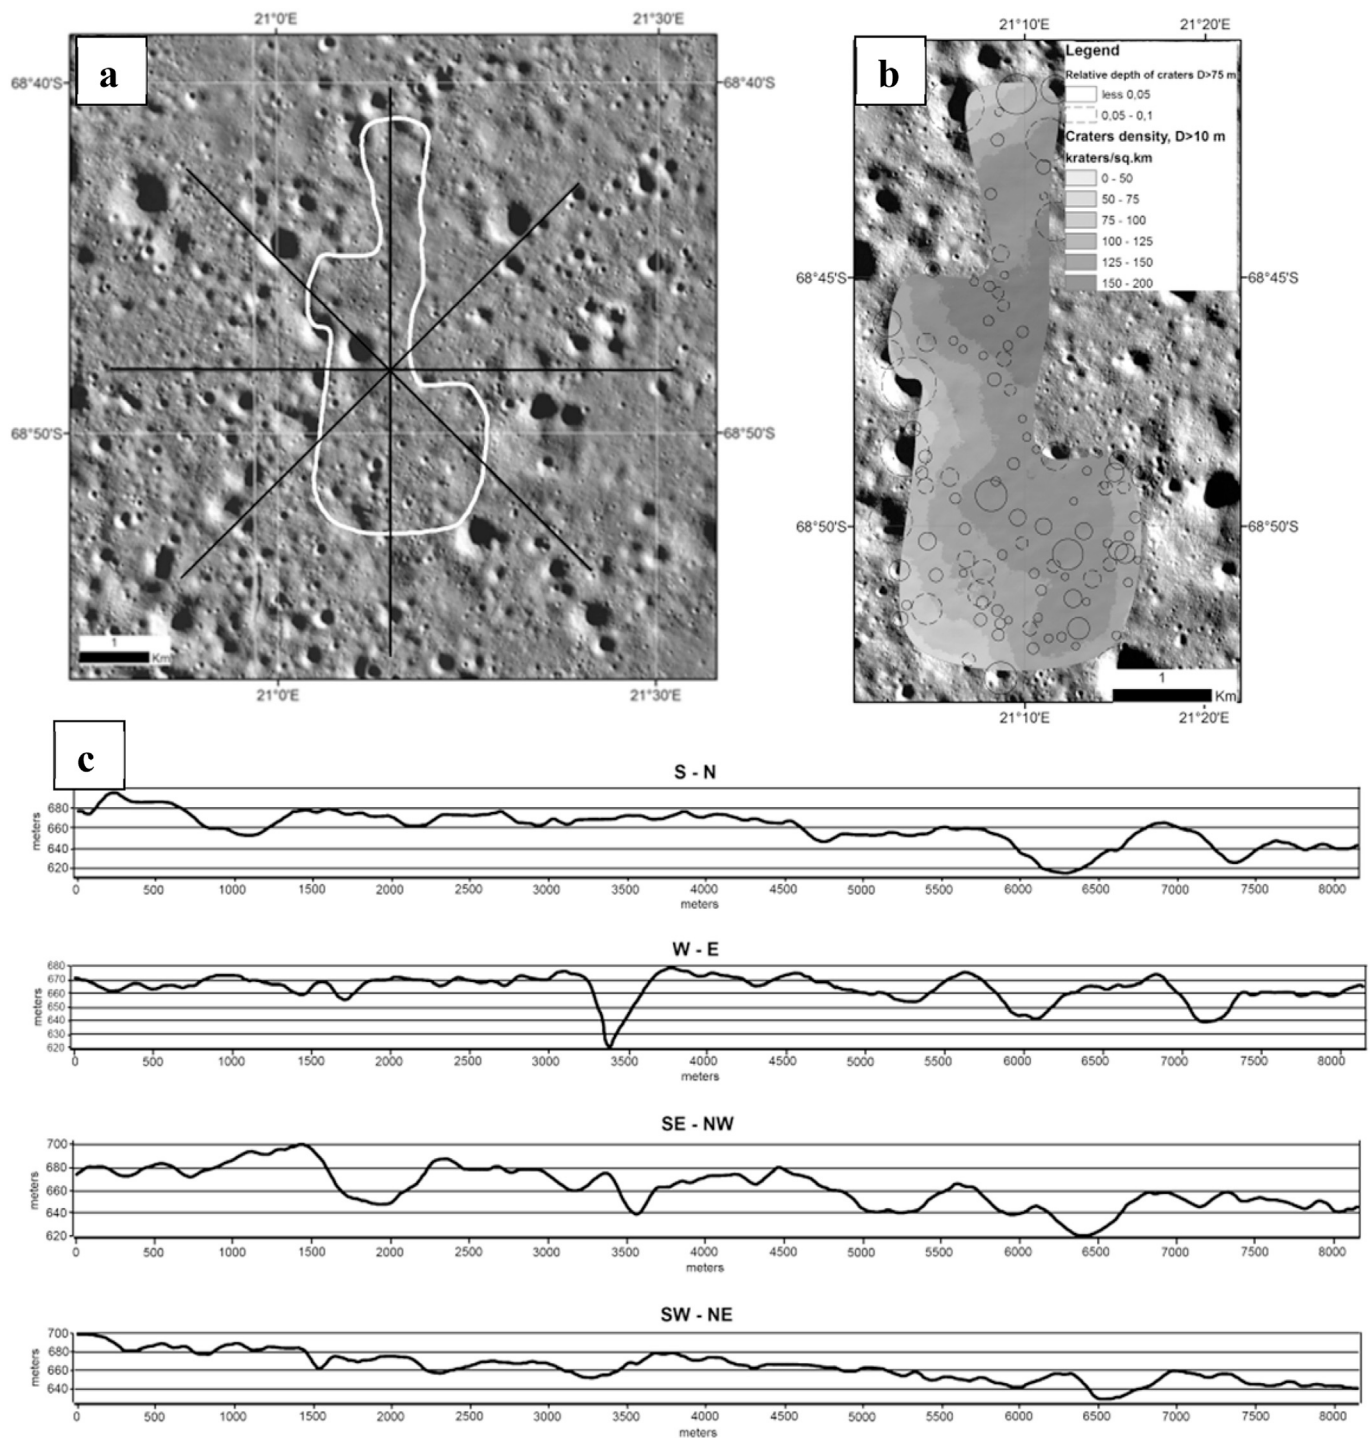 21°0'E 21°30'E
a
68°40'S 68°40'S
68°50'S 68°50'S
1
Km
21°0'E 21°30'E
21°10'E 21°20'E
b
Legend
Relative depth of craters D>75 m
less 0,05
0,05 - 0,1
Craters density, D>10 m
kraters/sq.km
0 - 50
50 - 75
75 - 100
100 - 125
125 - 150
150 - 200
68°45'S 68°45'S
68°50'S 68°50'S
1
Km
21°10'E 21°20'E
c
S - N
meters
680
660
640
620
0 500 1000 1500 2000 2500 3000 3500 4000 4500 5000 5500 6000 6500 7000 7500 8000
meters
W - E
meters
680
670
660
650
640
630
620
0 500 1000 1500 2000 2500 3000 3500 4000 4500 5000 5500 6000 6500 7000 7500 8000
meters
SE - NW
meters
700
680
660
640
620
0 500 1000 1500 2000 2500 3000 3500 4000 4500 5000 5500 6000 6500 7000 7500 8000
meters
SW - NE
meters
700
680
660
640
0 500 1000 1500 2000 2500 3000 3500 4000 4500 5000 5500 6000 6500 7000 7500 8000
meters